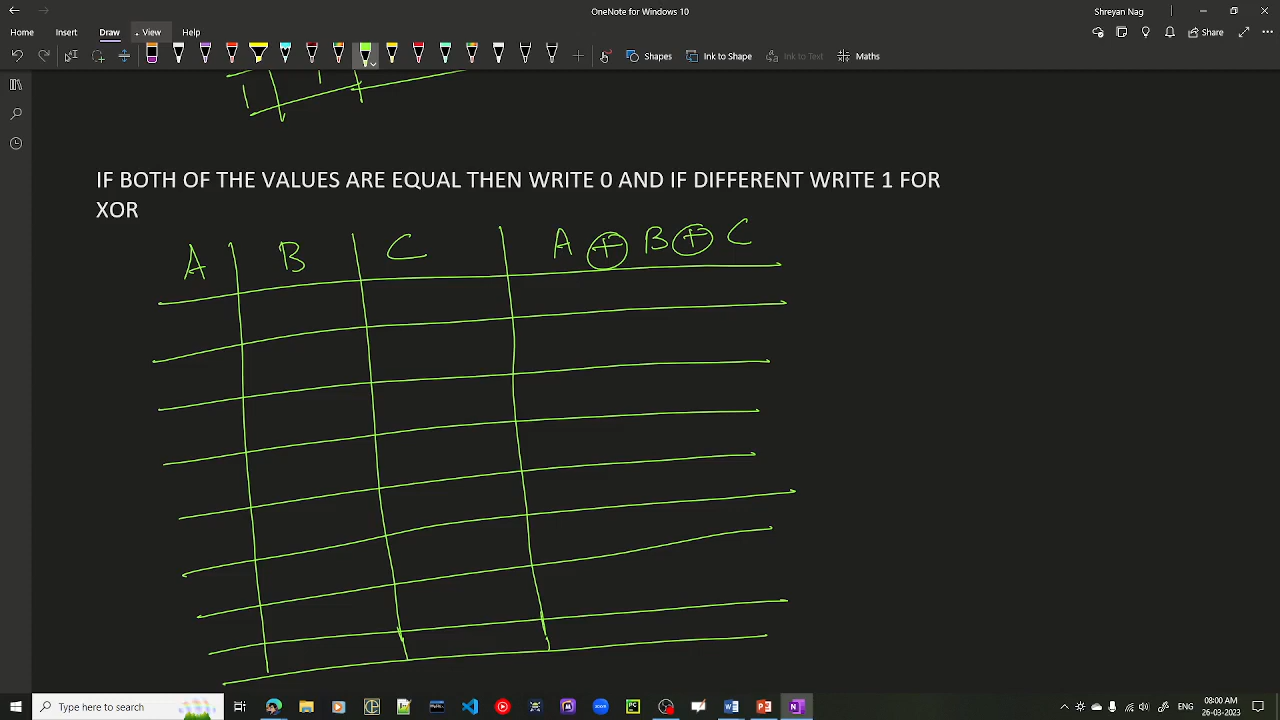 OneNote for Windows 10
Shreyan Nag
Home Insert Draw View Help
Shapes Ink to Shape Ink to Text Maths
IF BOTH OF THE VALUES ARE EQUAL THEN WRITE 0 AND IF DIFFERENT WRITE 1 FOR
XOR
A B C A ⊕ B ⊕ C
Type here to search
ENG
08:00 AM
26-03-2023